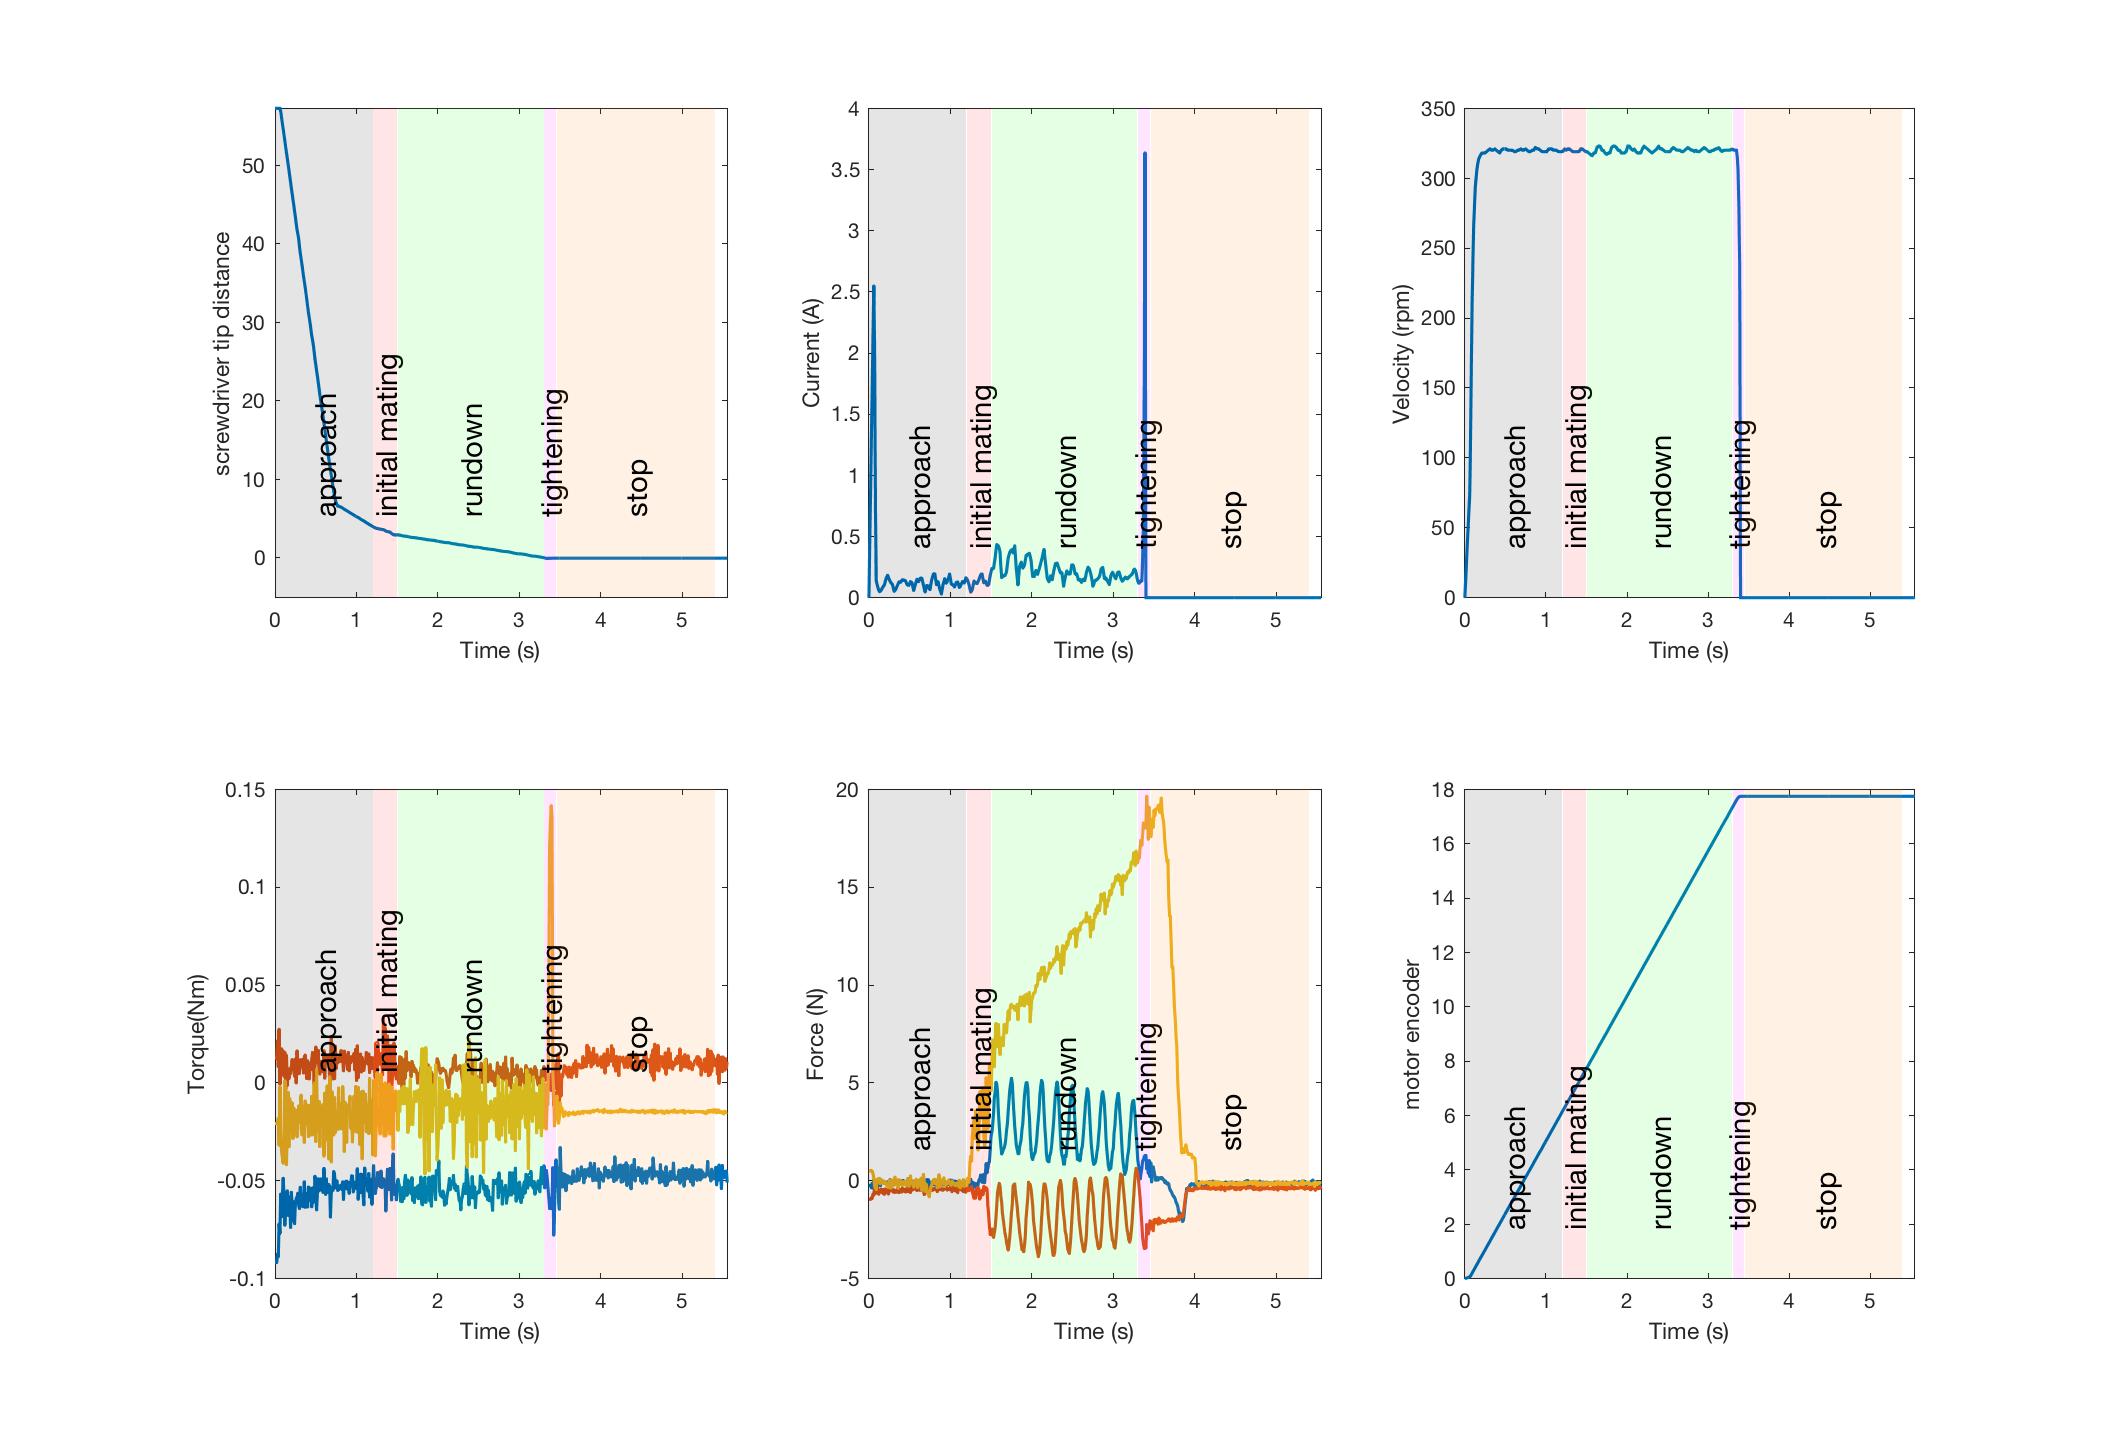 screwdriver tip distance
50
40
30
20
10
0
approach
initial mating
rundown
tightening
stop
0 1 2 3 4 5
Time (s)
Current (A)
4
3.5
3
2.5
2
1.5
1
0.5
0
approach
initial mating
rundown
tightening
stop
0 1 2 3 4 5
Time (s)
Velocity (rpm)
350
300
250
200
150
100
50
0
approach
initial mating
rundown
tightening
stop
0 1 2 3 4 5
Time (s)
Torque(Nm)
0.15
0.1
0.05
0
-0.05
-0.1
approach
initial mating
rundown
tightening
stop
0 1 2 3 4 5
Time (s)
Force (N)
20
15
10
5
0
-5
approach
initial mating
rundown
tightening
stop
0 1 2 3 4 5
Time (s)
motor encoder
18
16
14
12
10
8
6
4
2
0
approach
initial mating
rundown
tightening
stop
0 1 2 3 4 5
Time (s)